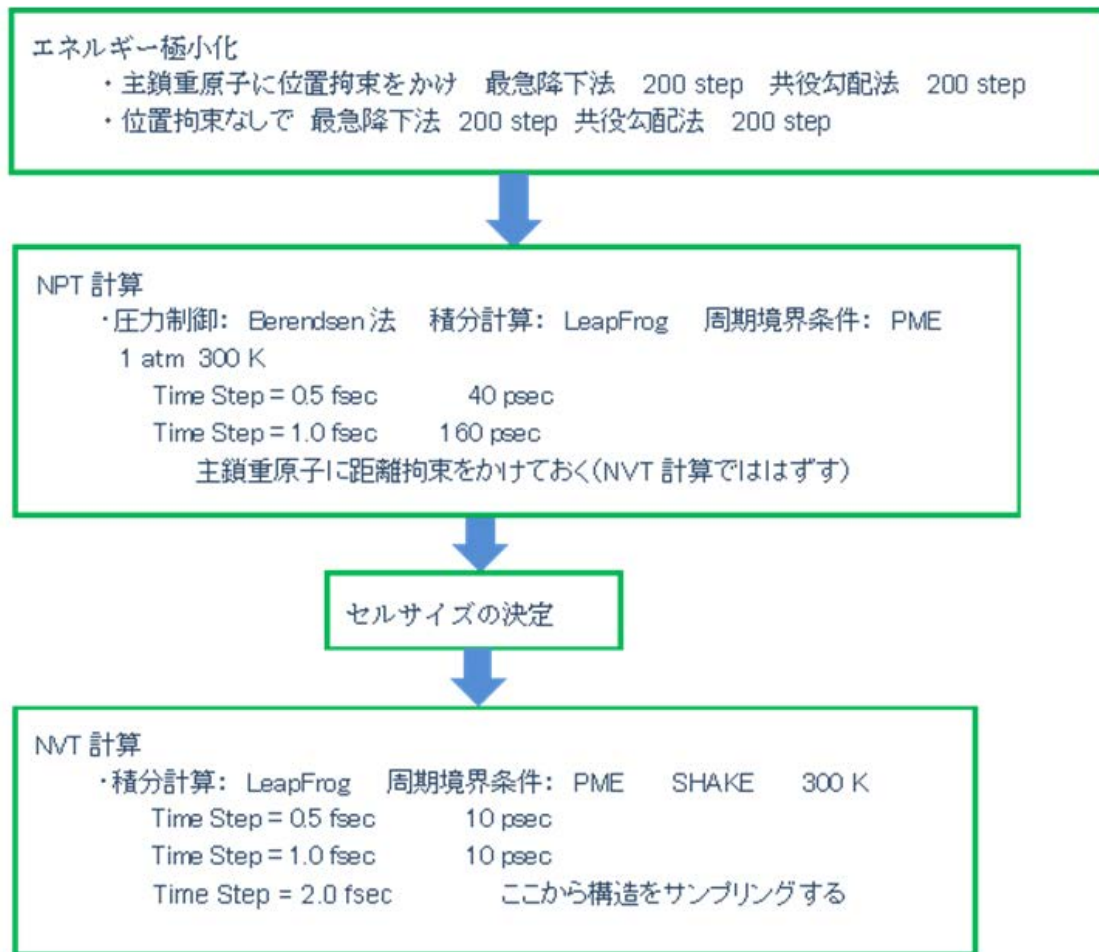 エネルギー極小化
・主鎖重原子に位置拘束をかけ 最急降下法 200 step 共役勾配法 200 step
・位置拘束なしで 最急降下法 200 step 共役勾配法 200 step
NPT 計算
・圧力制御: Berendsen 法 積分計算: LeapFrog 周期境界条件: PME
1 atm 300 K
Time Step = 0.5 fsec 40 psec
Time Step = 1.0 fsec 160 psec
主鎖重原子に距離拘束をかけておく(NVT 計算でははずす)
セルサイズの決定
NVT 計算
・積分計算: LeapFrog 周期境界条件: PME SHAKE 300 K
Time Step = 0.5 fsec 10 psec
Time Step = 1.0 fsec 10 psec
Time Step = 2.0 fsec ここから構造をサンプリングする